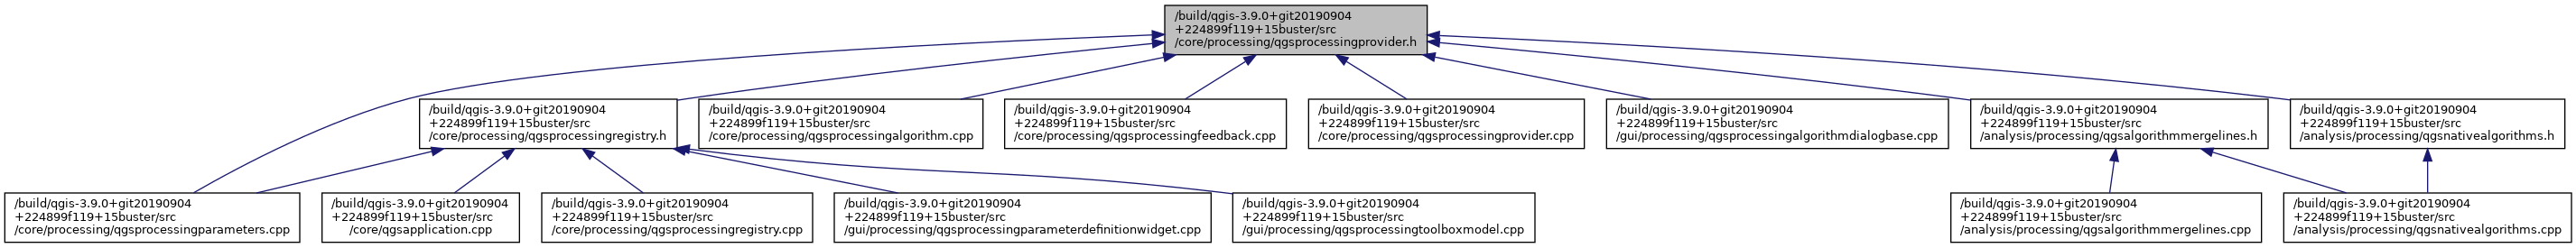 /build/qgis-3.9.0+git20190904
+224899f119+15buster/src
/core/processing/qgsprocessingprovider.h
/build/qgis-3.9.0+git20190904
+224899f119+15buster/src
/core/processing/qgsprocessingregistry.h
/build/qgis-3.9.0+git20190904
+224899f119+15buster/src
/core/processing/qgsprocessingalgorithm.cpp
/build/qgis-3.9.0+git20190904
+224899f119+15buster/src
/core/processing/qgsprocessingfeedback.cpp
/build/qgis-3.9.0+git20190904
+224899f119+15buster/src
/core/processing/qgsprocessingprovider.cpp
/build/qgis-3.9.0+git20190904
+224899f119+15buster/src
/gui/processing/qgsprocessingalgorithmdialogbase.cpp
/build/qgis-3.9.0+git20190904
+224899f119+15buster/src
/analysis/processing/qgsalgorithmmergelines.h
/build/qgis-3.9.0+git20190904
+224899f119+15buster/src
/analysis/processing/qgsnativealgorithms.h
/build/qgis-3.9.0+git20190904
+224899f119+15buster/src
/core/processing/qgsprocessingparameters.cpp
/build/qgis-3.9.0+git20190904
+224899f119+15buster/src
/core/qgsapplication.cpp
/build/qgis-3.9.0+git20190904
+224899f119+15buster/src
/core/processing/qgsprocessingregistry.cpp
/build/qgis-3.9.0+git20190904
+224899f119+15buster/src
/gui/processing/qgsprocessingparameterdefinitionwidget.cpp
/build/qgis-3.9.0+git20190904
+224899f119+15buster/src
/gui/processing/qgsprocessingtoolboxmodel.cpp
/build/qgis-3.9.0+git20190904
+224899f119+15buster/src
/analysis/processing/qgsalgorithmmergelines.cpp
/build/qgis-3.9.0+git20190904
+224899f119+15buster/src
/analysis/processing/qgsnativealgorithms.cpp